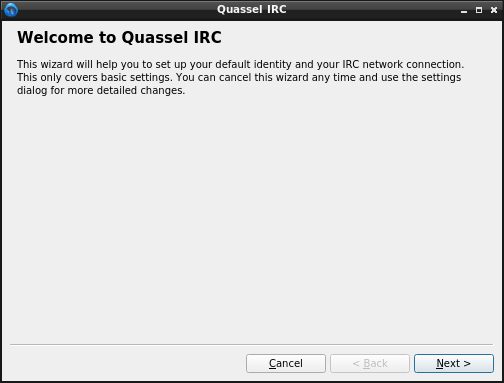 Quassel IRC
Welcome to Quassel IRC
This wizard will help you to set up your default identity and your IRC network connection.
This only covers basic settings. You can cancel this wizard any time and use the settings
dialog for more detailed changes.
Cancel
< Back
Next >